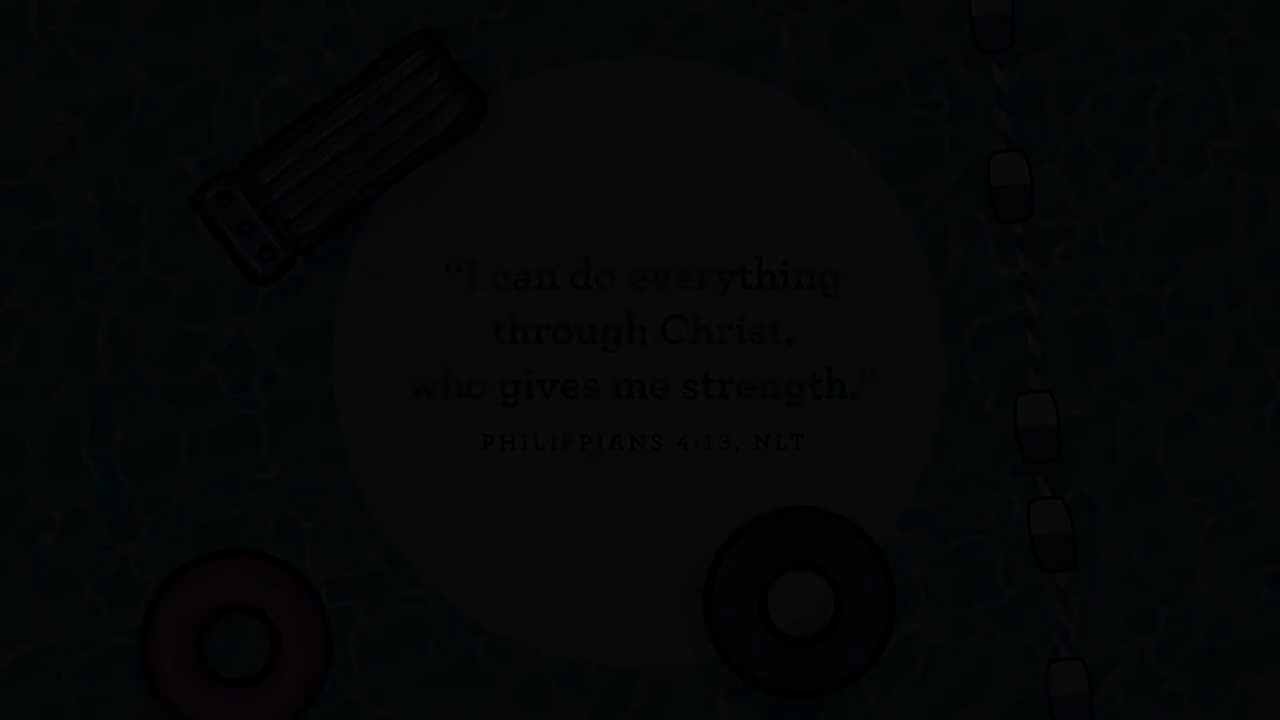 “I can do everything
through Christ,
who gives me strength.”
PHILIPPIANS 4:13, NLT